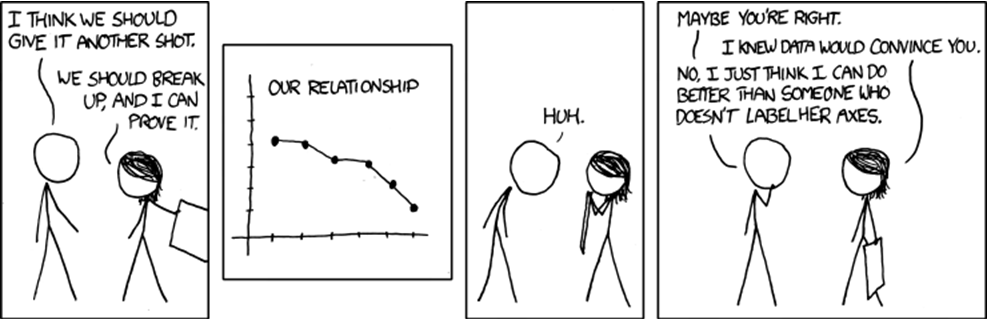 I THINK WE SHOULD
GIVE IT ANOTHER SHOT.
WE SHOULD BREAK
UP, AND I CAN
PROVE IT.
OUR RELATIONSHIP
HUH.
MAYBE YOU'RE RIGHT.
I KNEW DATA WOULD CONVINCE YOU.
NO, I JUST THINK I CAN DO
BETTER THAN SOMEONE WHO
DOESN'T LABEL HER AXES.